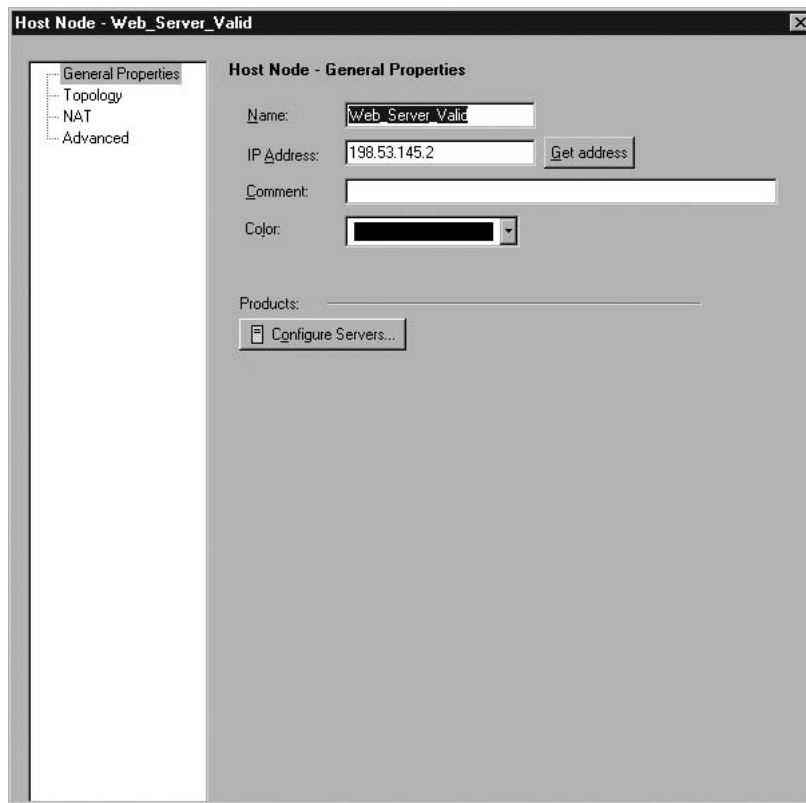 Host Node - Web_Server_Valid
General Properties
Topology
NAT
Advanced
Host Node - General Properties
Name: Web_Server_Valid
IP Address: 198.53.145.2 Get address
Comment:
Color:
Products:
Configure Servers...